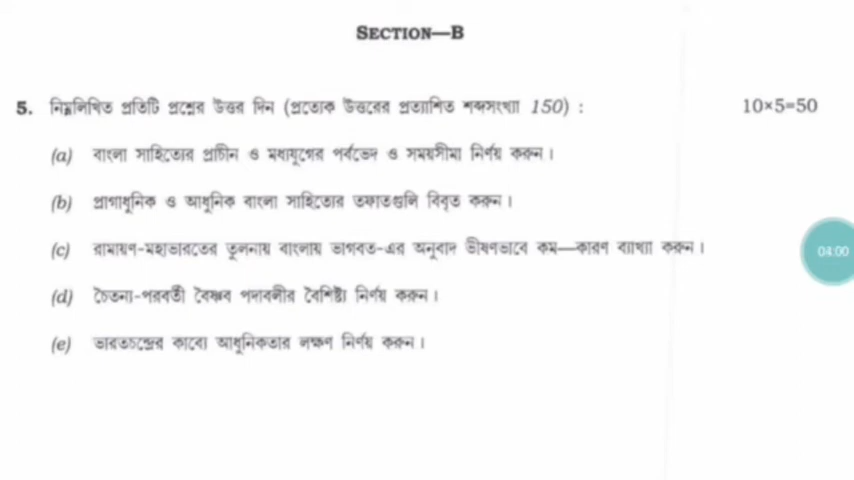 SECTION—B
5. নিম্নলিখিত প্রতিটি প্রশ্নের উত্তর দিন (প্রত্যেক উত্তরের প্রত্যাশিত শব্দসংখ্যা 150) : 10×5=50
(a) বাংলা সাহিত্যের প্রাচীন ও মধ্যযুগের পর্বভেদ ও সময়সীমা নির্ণয় করুন।
(b) প্রাগাধুনিক ও আধুনিক বাংলা সাহিত্যের তফাতগুলি বিবৃত করুন।
(c) রামায়ণ-মহাভারতের তুলনায় বাংলায় ভাগবত-এর অনুবাদ ভীষণভাবে কম—কারণ ব্যাখ্যা করুন।
04:00
(d) চৈতন্য-পরবর্তী বৈষ্ণব পদাবলীর বৈশিষ্ট্য নির্ণয় করুন।
(e) ভারতচন্দ্রের কাব্যে আধুনিকতার লক্ষণ নির্ণয় করুন।